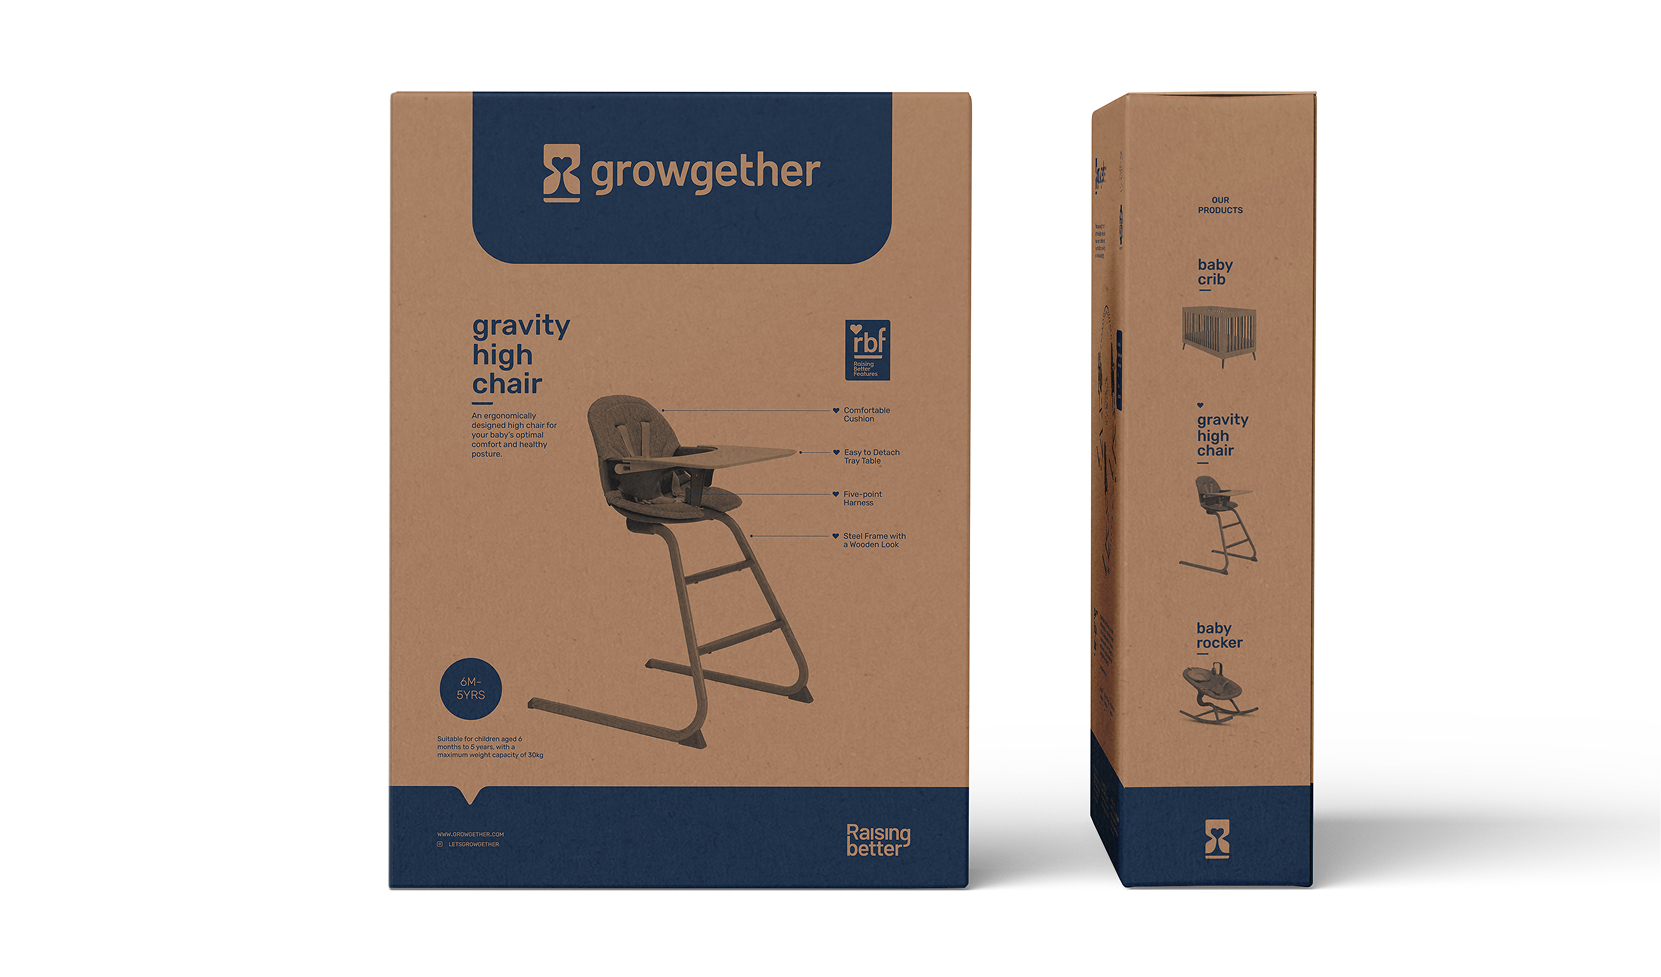 growgether
gravity
high
chair
An ergonomically
designed high chair for
your baby's optimal
comfort and healthy
posture.
rbf
Raising
Better
Features
Comfortable
Cushion
Easy to Detach
Tray Table
Five-point
Harness
Steel Frame with
a Wooden Look
6M-
5YRS
Suitable for children aged 6
months to 5 years, with a
maximum weight capacity of 30kg
WWW.GROWGETHER.COM
LETSGROWGETHER
Raising
better
OUR
PRODUCTS
baby
crib
gravity
high
chair
baby
rocker